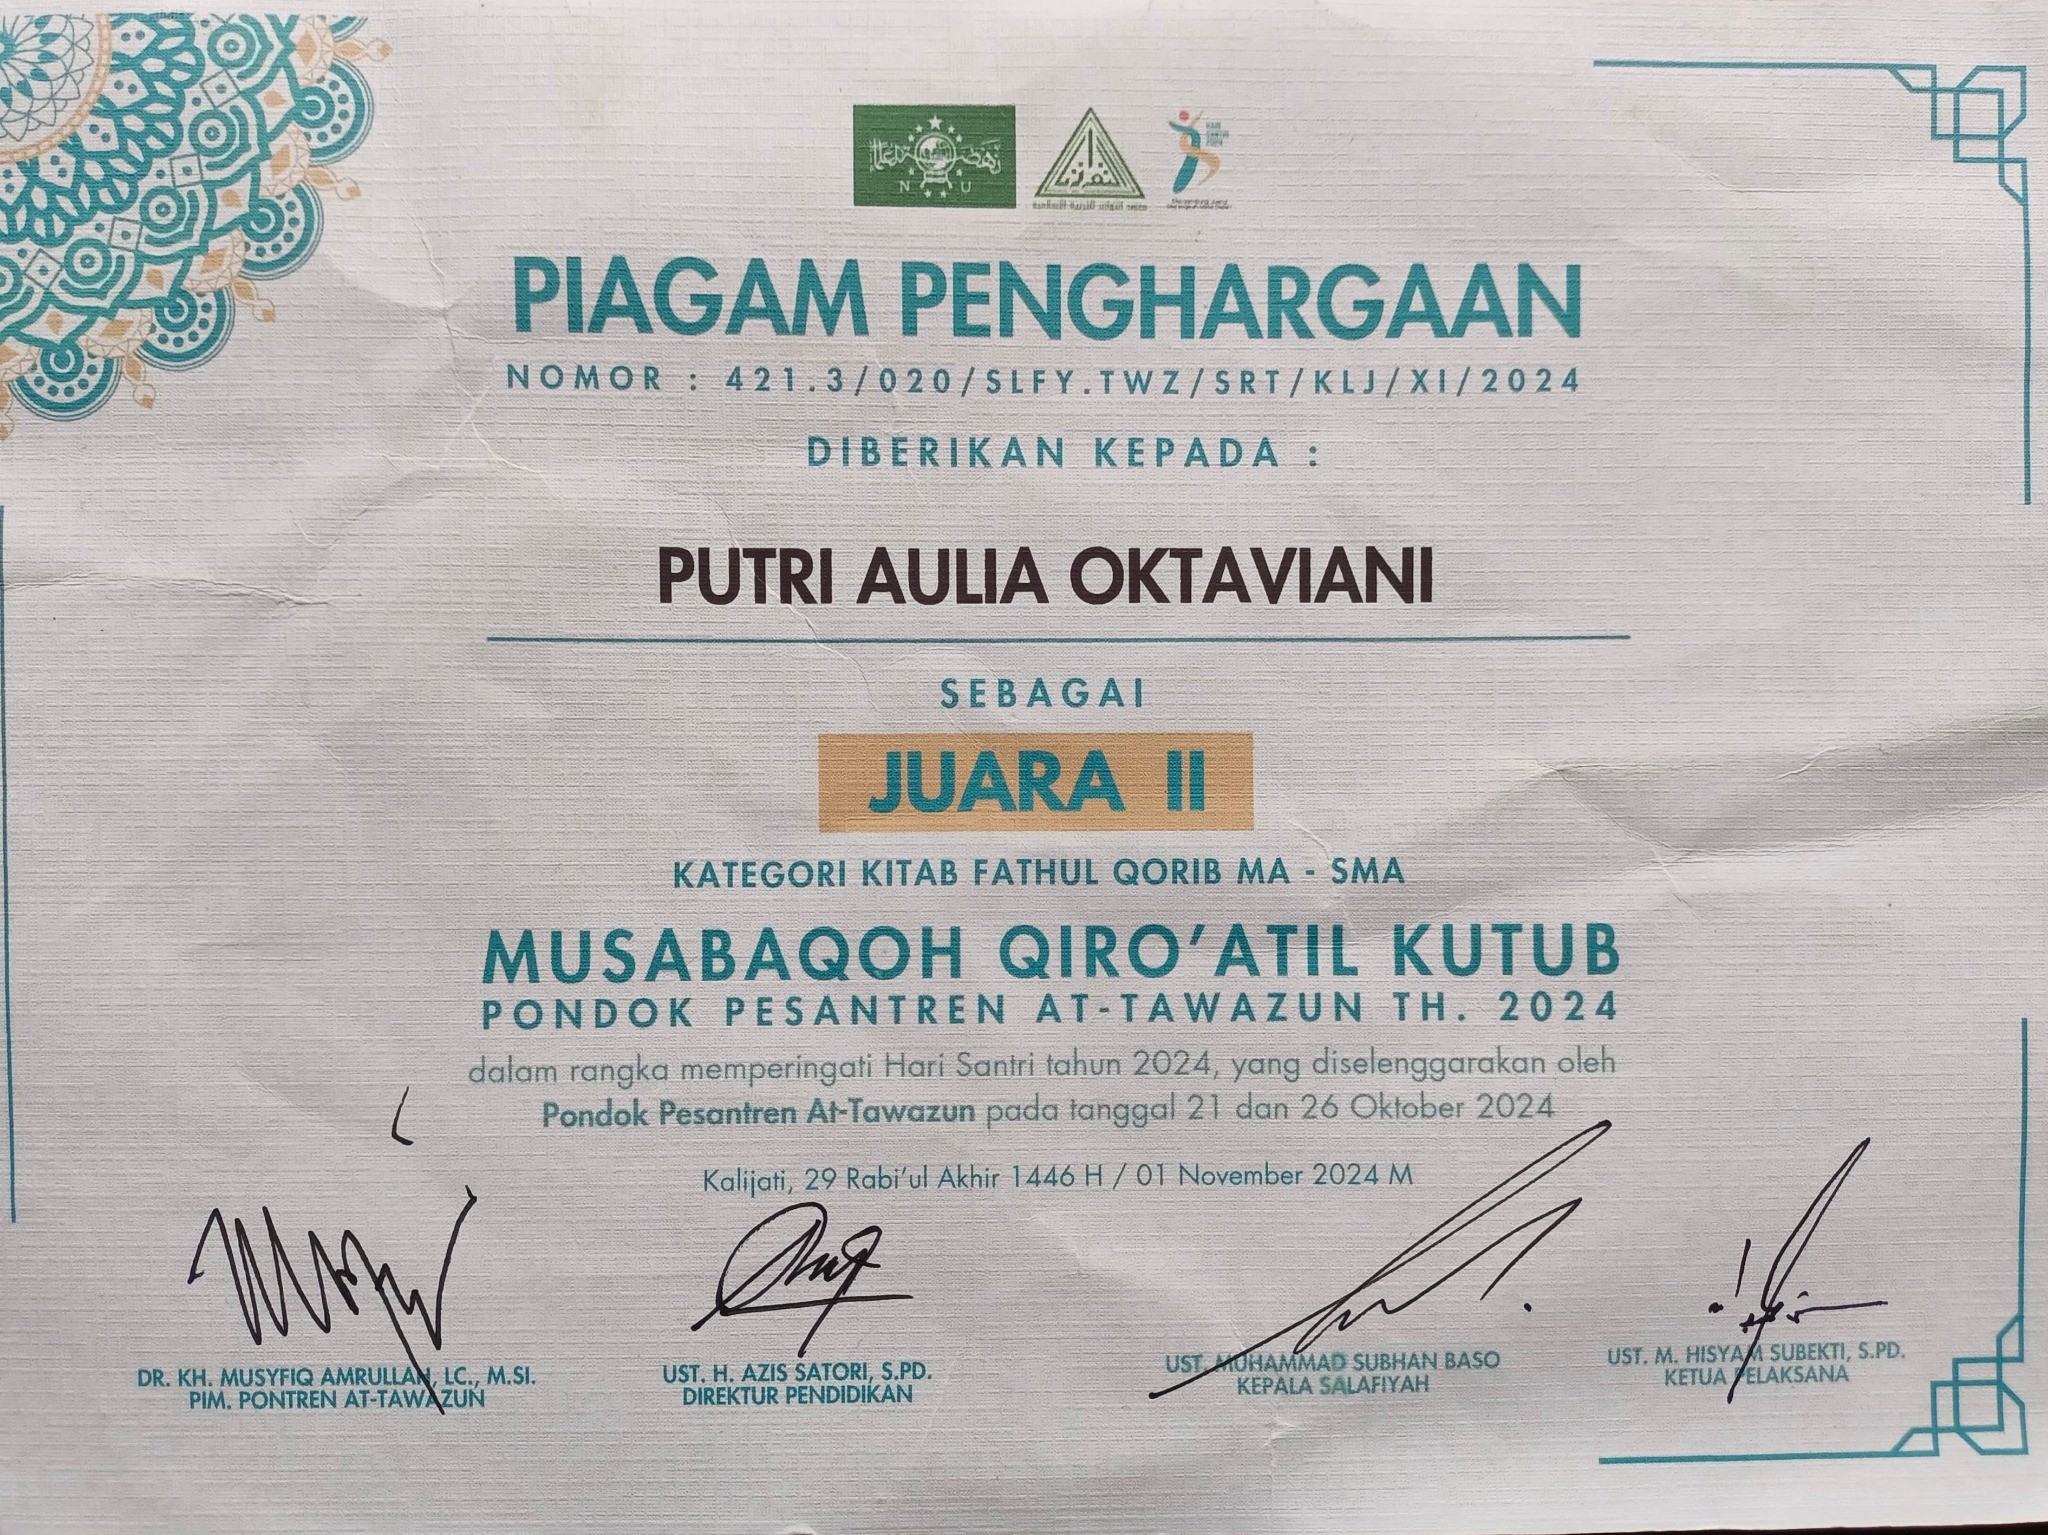 N U
PIAGAM PENGHARGAAN
NOMOR : 421.3/020/SLFY.TWZ/SRT/KLJ/XI/2024
DIBERIKAN KEPADA :
PUTRI AULIA OKTAVIANI
SEBAGAI
JUARA II
KATEGORI KITAB FATHUL QORIB MA - SMA
MUSABAQOH QIRO'ATIL KUTUB
PONDOK PESANTREN AT-TAWAZUN TH. 2024
dalam rangka memperingati Hari Santri tahun 2024, yang diselenggarakan oleh
Pondok Pesantren At-Tawazun pada tanggal 21 dan 26 Oktober 2024
Kalijati, 29 Rabi'ul Akhir 1446 H / 01 November 2024 M
DR. KH. MUSYFIQ AMRULLAH, LC., M.SI.
PIM. PONTREN AT-TAWAZUN
UST. H. AZIS SATORI, S.PD.
DIREKTUR PENDIDIKAN
UST. MUHAMMAD SUBHAN BASO
KEPALA SALAFIYAH
UST. M. HISYAM SUBEKTI, S.PD.
KETUA PELAKSANA